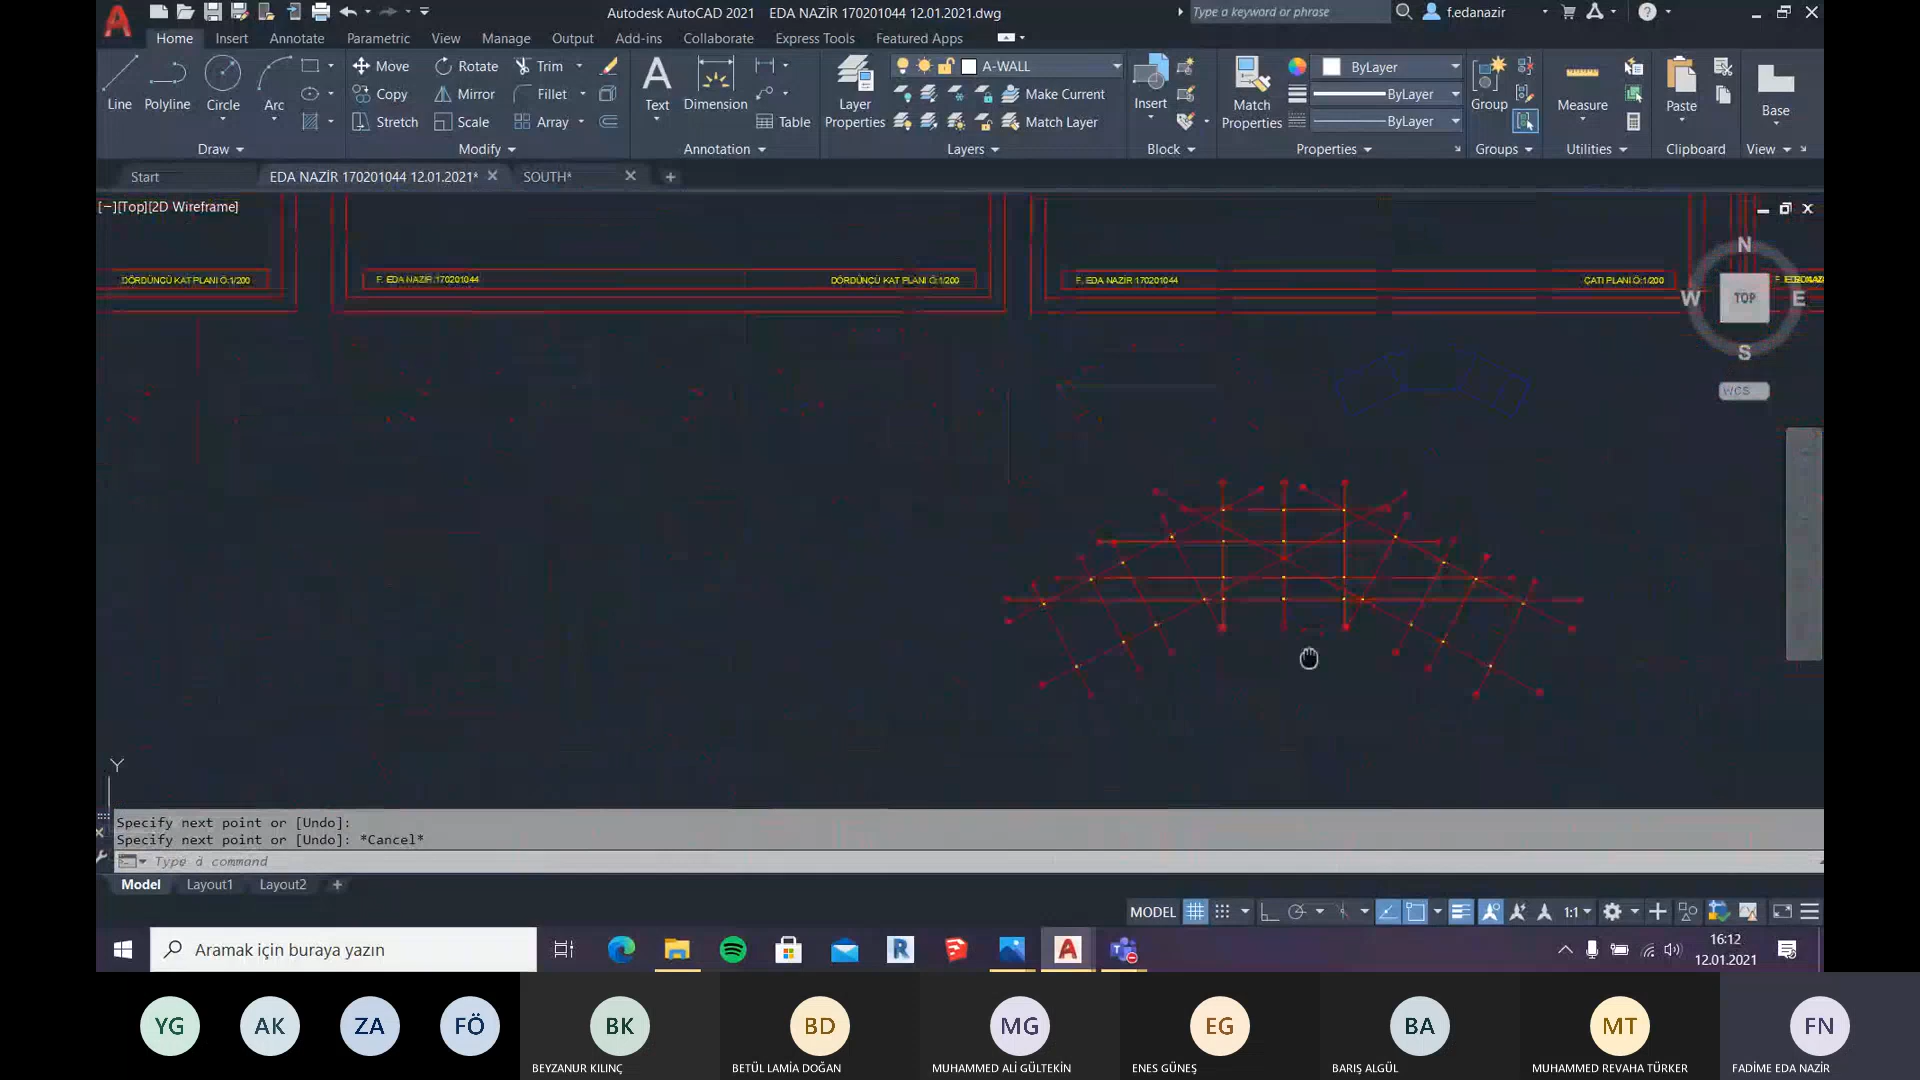 Autodesk AutoCAD 2021 EDA NAZİR 170201044 12.01.2021.dwg
Type a keyword or phrase
f.edanazir
Home Insert Annotate Parametric View Manage Output Add-ins Collaborate Express Tools Featured Apps
Line Polyline Circle Arc
Move Rotate Trim
Copy Mirror Fillet
Stretch Scale Array
Text Dimension Table
Layer Properties
A-WALL
Make Current
Match Layer
Insert
Match Properties
ByLayer
ByLayer
ByLayer
Group
Measure
Paste
Base
Draw Modify Annotation Layers Block Properties Groups Utilities Clipboard View
Start EDA NAZİR 170201044 12.01.2021* SOUTH*
[−][Top][2D Wireframe]
DÖRDÜNCÜ KAT PLANI Ö:1/200
F. EDA NAZİR 170201044
DÖRDÜNCÜ KAT PLANI Ö:1/200
F. EDA NAZİR 170201044
ÇATI PLANI Ö:1/200
N
W TOP E
S
WCS
Y
Specify next point or [Undo]:
Specify next point or [Undo]: *Cancel*
Type a command
Model Layout1 Layout2
MODEL 1:1
Aramak için buraya yazın
16:12
12.01.2021
YG AK ZA FÖ BK BD MG EG BA MT FN
BEYZANUR KILINÇ BETÜL LAMİA DOĞAN MUHAMMED ALİ GÜLTEKİN ENES GÜNEŞ BARIŞ ALGÜL MUHAMMED REVAHA TÜRKER FADİME EDA NAZİR